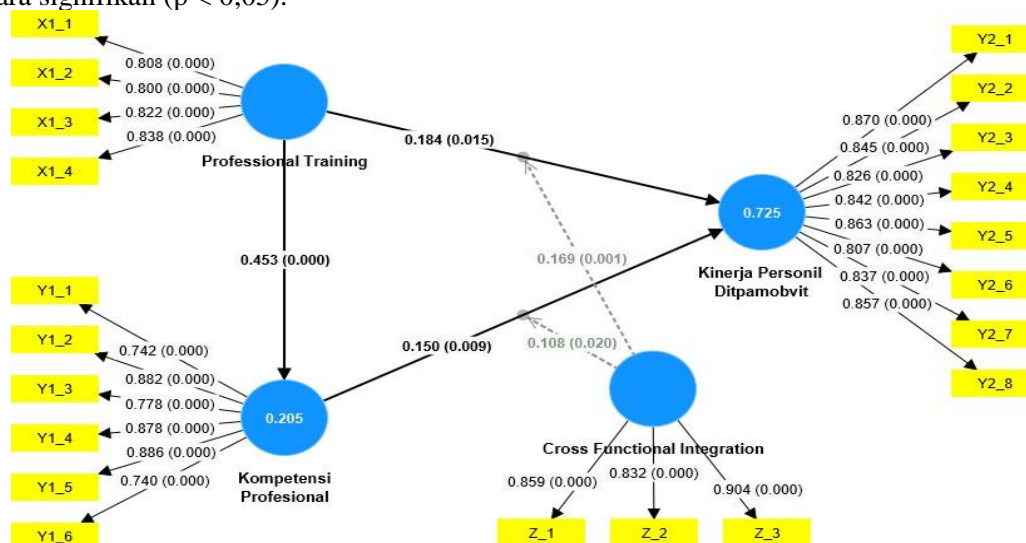 ara signifikan (p < 0,05).
X1_1
X1_2
X1_3
X1_4
0.808 (0.000)
0.800 (0.000)
0.822 (0.000)
0.838 (0.000)
Professional Training
0.184 (0.015)
0.453 (0.000)
0.169 (0.001)
0.150 (0.009)
0.108 (0.020)
Y2_1
Y2_2
Y2_3
Y2_4
Y2_5
Y2_6
Y2_7
Y2_8
0.870 (0.000)
0.845 (0.000)
0.826 (0.000)
0.842 (0.000)
0.863 (0.000)
0.807 (0.000)
0.837 (0.000)
0.857 (0.000)
0.725
Kinerja Personil
Ditpamobvit
Y1_1
Y1_2
Y1_3
Y1_4
Y1_5
Y1_6
0.742 (0.000)
0.882 (0.000)
0.778 (0.000)
0.878 (0.000)
0.886 (0.000)
0.740 (0.000)
0.205
Kompetensi
Profesional
Cross Functional Integration
0.859 (0.000)
0.832 (0.000)
0.904 (0.000)
Z_1
Z_2
Z_3